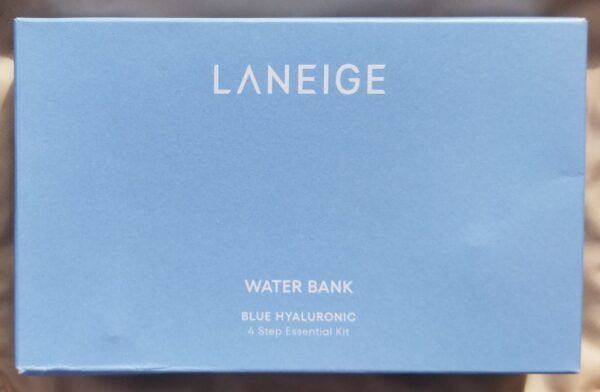 LANEIGE
WATER BANK
BLUE HYALURONIC
4 Step Essential Kit